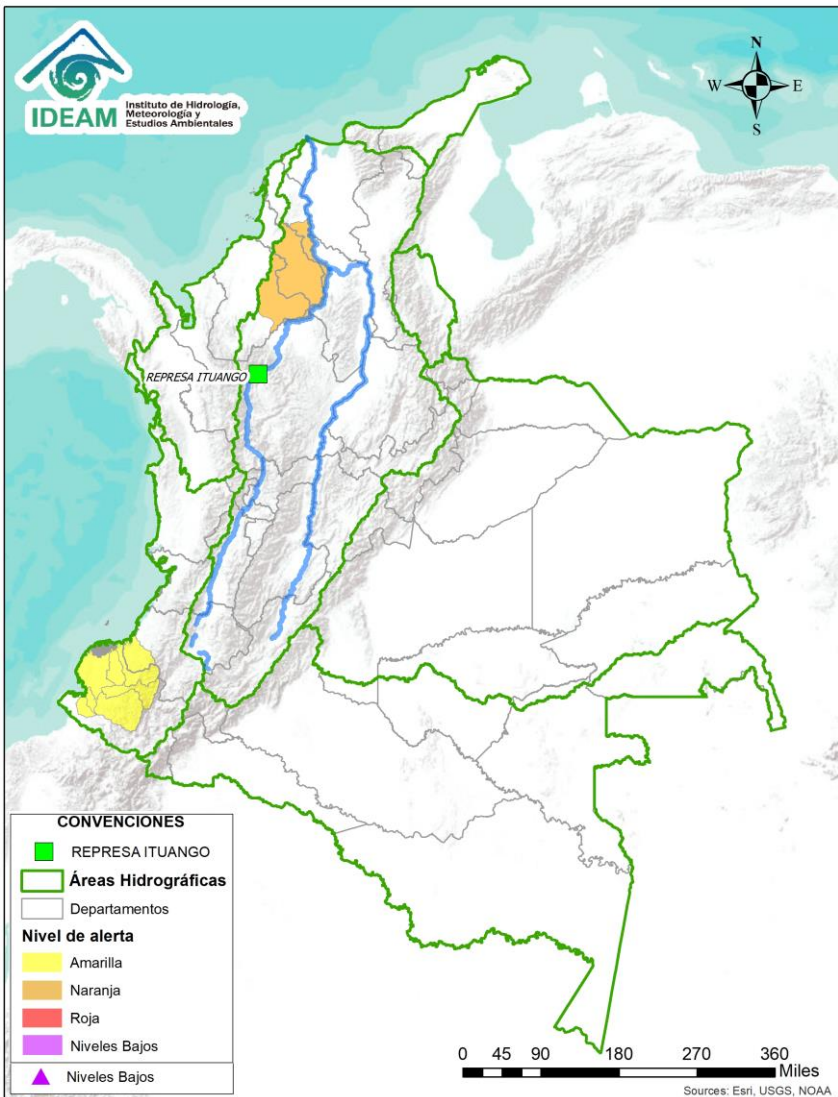 IDEAM
Instituto de Hidrología,
Meteorología y
Estudios Ambientales
N
W
E
S
REPRESA ITUANGO
CONVENCIONES
REPRESA ITUANGO
Áreas Hidrográficas
Departamentos
Nivel de alerta
Amarilla
Naranja
Roja
Niveles Bajos
Niveles Bajos
0 45 90 180 270 360
Miles
Sources: Esri, USGS, NOAA